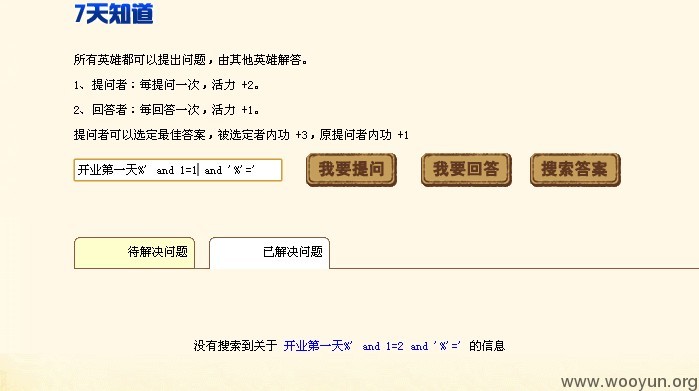 7天知道
所有英雄都可以提出问题，由其他英雄解答。
1、提问者：每提问一次，活力 +2。
2、回答者：每回答一次，活力 +1。
提问者可以选定最佳答案，被选定者内功 +3，原提问者内功 +1
开业第一天%' and 1=1 and '%'=' 我要提问 我要回答 搜索答案
待解决问题 已解决问题
没有搜索到关于 开业第一天%' and 1=2 and '%'=' 的信息
www.wooyun.org